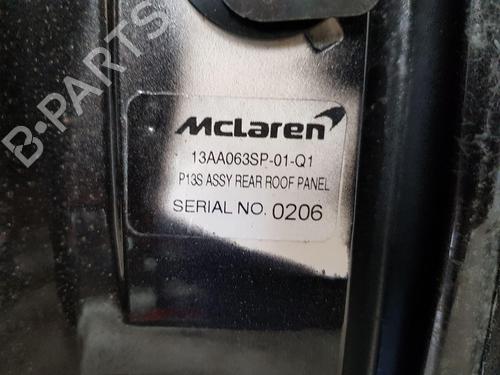 B-PARTS
McLaren
13AA063SP-01-Q1
P13S ASSY REAR ROOF PANEL
SERIAL NO. 0206